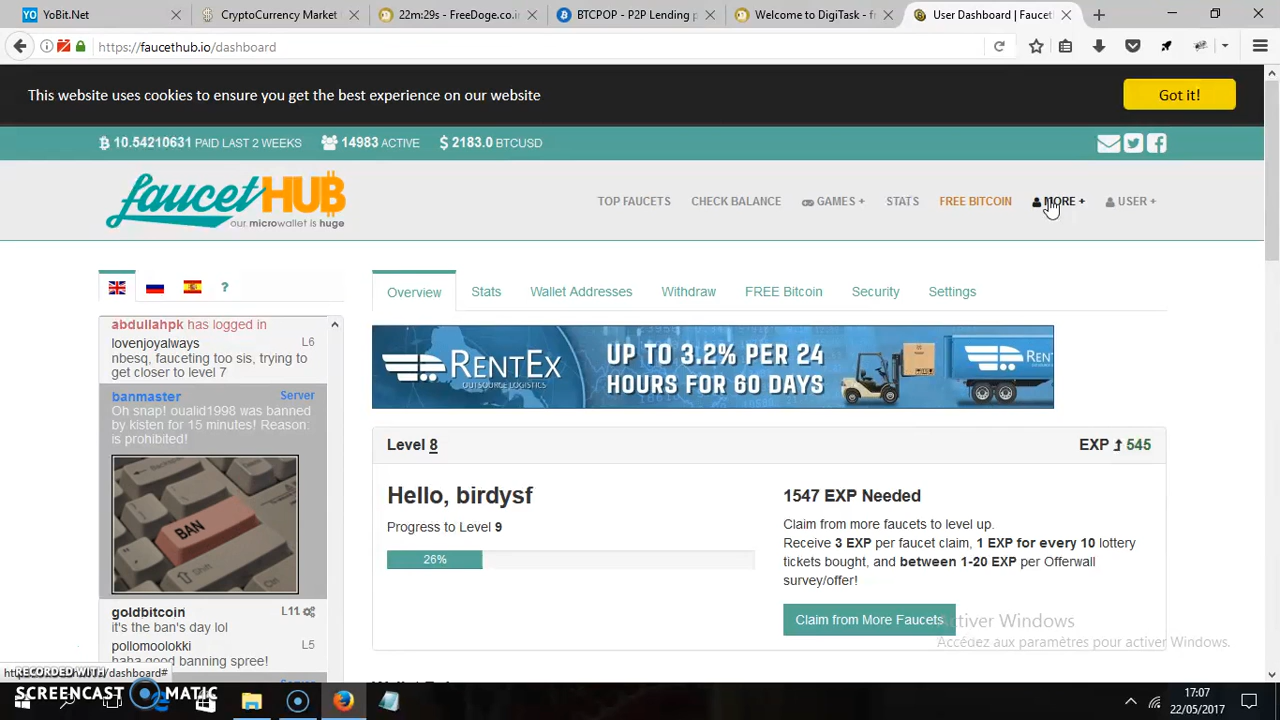 YoBit.Net
CryptoCurrency Market
22m:29s - FreeDoge.co.in
BTCPOP - P2P Lending
Welcome to DigiTask - f
User Dashboard | Faucet
https://faucethub.io/dashboard
This website uses cookies to ensure you get the best experience on our website
Got it!
10.54210631 PAID LAST 2 WEEKS
14983 ACTIVE
2183.0 BTCUSD
faucetHUB
our microwallet is huge
TOP FAUCETS
CHECK BALANCE
GAMES +
STATS
FREE BITCOIN
MORE +
USER +
?
Overview
Stats
Wallet Addresses
Withdraw
FREE Bitcoin
Security
Settings
abdullahpk has logged in
lovenjoyalways L6
nbesq, fauceting too sis, trying to
get closer to level 7
banmaster Server
Oh snap! oualid1998 was banned
by kisten for 15 minutes! Reason:
is prohibited!
BAN
goldbitcoin L11
it's the ban's day lol
pollomoolokki L5
haha good banning spree!
RENTEX
OUTSOURCE LOGISTICS
UP TO 3.2% PER 24
HOURS FOR 60 DAYS
Level 8
EXP 545
Hello, birdysf
Progress to Level 9
26%
1547 EXP Needed
Claim from more faucets to level up.
Receive 3 EXP per faucet claim, 1 EXP for every 10 lottery
tickets bought, and between 1-20 EXP per Offerwall
survey/offer!
Claim from More Faucets
Activer Windows
Accédez aux paramètres pour activer Windows.
/dashboard#
RECORDED WITH
SCREENCAST MATIC
17:07
22/05/2017